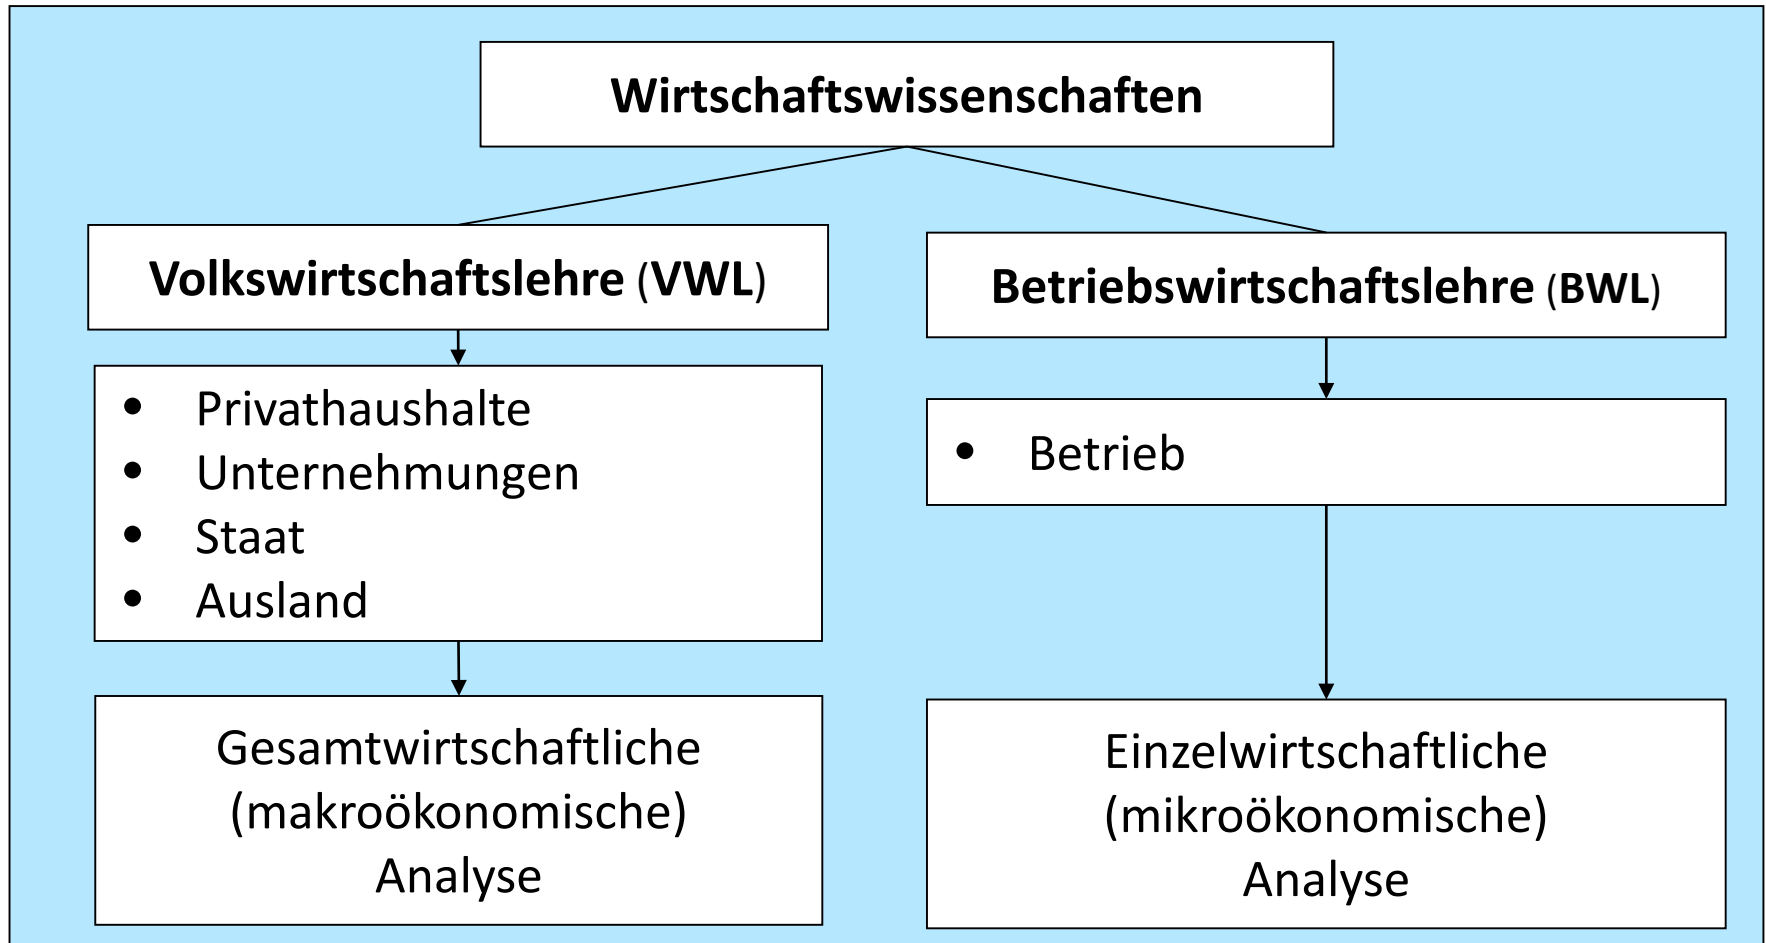 Wirtschaftswissenschaften
Volkswirtschaftslehre (VWL)
• Privathaushalte
• Unternehmungen
• Staat
• Ausland
Gesamtwirtschaftliche
(makroökonomische)
Analyse
Betriebswirtschaftslehre (BWL)
• Betrieb
Einzelwirtschaftliche
(mikroökonomische)
Analyse